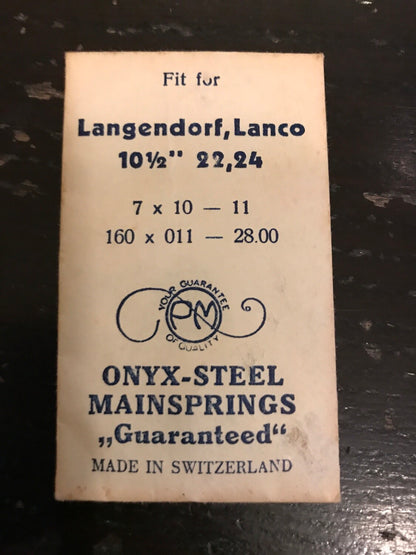 Fit for
Langendorf, Lanco
10½" 22,24
7 x 10 — 11
160 x 011 — 28.00
YOUR GUARANTEE
PM
OF QUALITY
ONYX-STEEL
MAINSPRINGS
„Guaranteed“
MADE IN SWITZERLAND